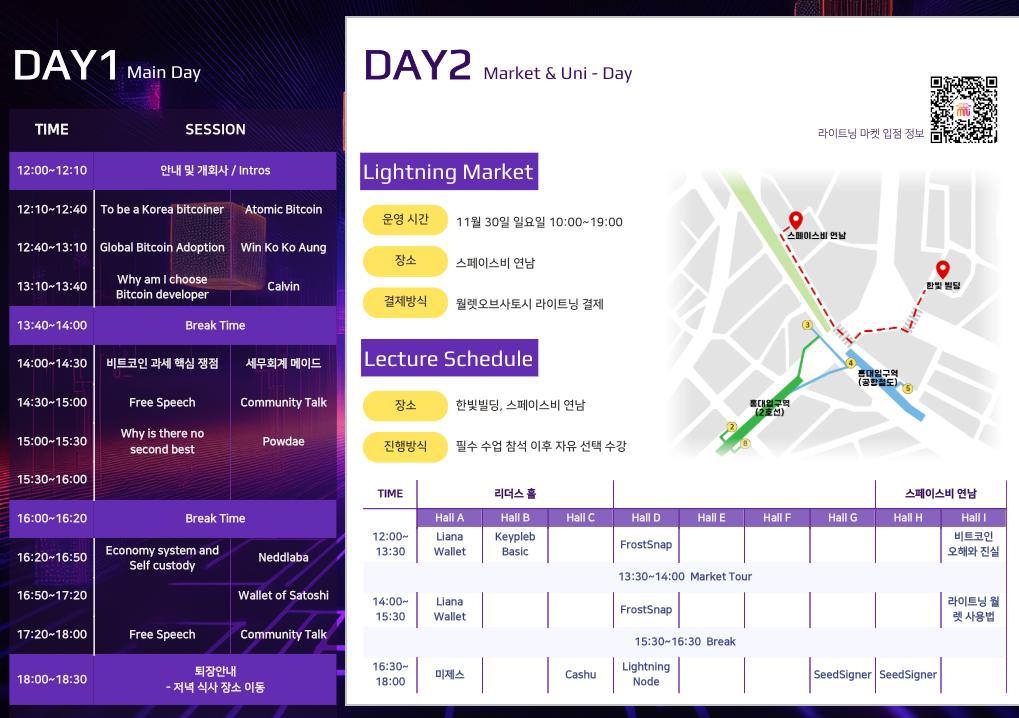 DAY1 Main Day
TIME SESSION
12:00~12:10 안내 및 개회사 / Intros
12:10~12:40 To be a Korea bitcoiner Atomic Bitcoin
12:40~13:10 Global Bitcoin Adoption Win Ko Ko Aung
13:10~13:40 Why am I choose
Bitcoin developer Calvin
13:40~14:00 Break Time
14:00~14:30 비트코인 과세 핵심 쟁점 세무회계 메이드
14:30~15:00 Free Speech Community Talk
15:00~15:30 Why is there no
second best Powdae
15:30~16:00
16:00~16:20 Break Time
16:20~16:50 Economy system and
Self custody Neddlaba
16:50~17:20 Wallet of Satoshi
17:20~18:00 Free Speech Community Talk
18:00~18:30 퇴장안내
- 저녁 식사 장소 이동
DAY2 Market & Uni - Day
라이트닝 마켓 입점 정보
Lightning Market
운영 시간 11월 30일 일요일 10:00~19:00
장소 스페이스비 연남
결제방식 월렛오브사토시 라이트닝 결제
Lecture Schedule
장소 한빛빌딩, 스페이스비 연남
진행방식 필수 수업 참석 이후 자유 선택 수강
스페이스비 연남
한빛 빌딩
3
4
홍대입구역
(공항철도)
5
홍대입구역
(2호선)
2
8
TIME 리더스 홀 스페이스비 연남
Hall A Hall B Hall C Hall D Hall E Hall F Hall G Hall H Hall I
12:00~
13:30 Liana
Wallet Keypleb
Basic FrostSnap 비트코인
오해와 진실
13:30~14:00 Market Tour
14:00~
15:30 Liana
Wallet FrostSnap 라이트닝 월
렛 사용법
15:30~16:30 Break
16:30~
18:00 미제스 Cashu Lightning
Node SeedSigner SeedSigner